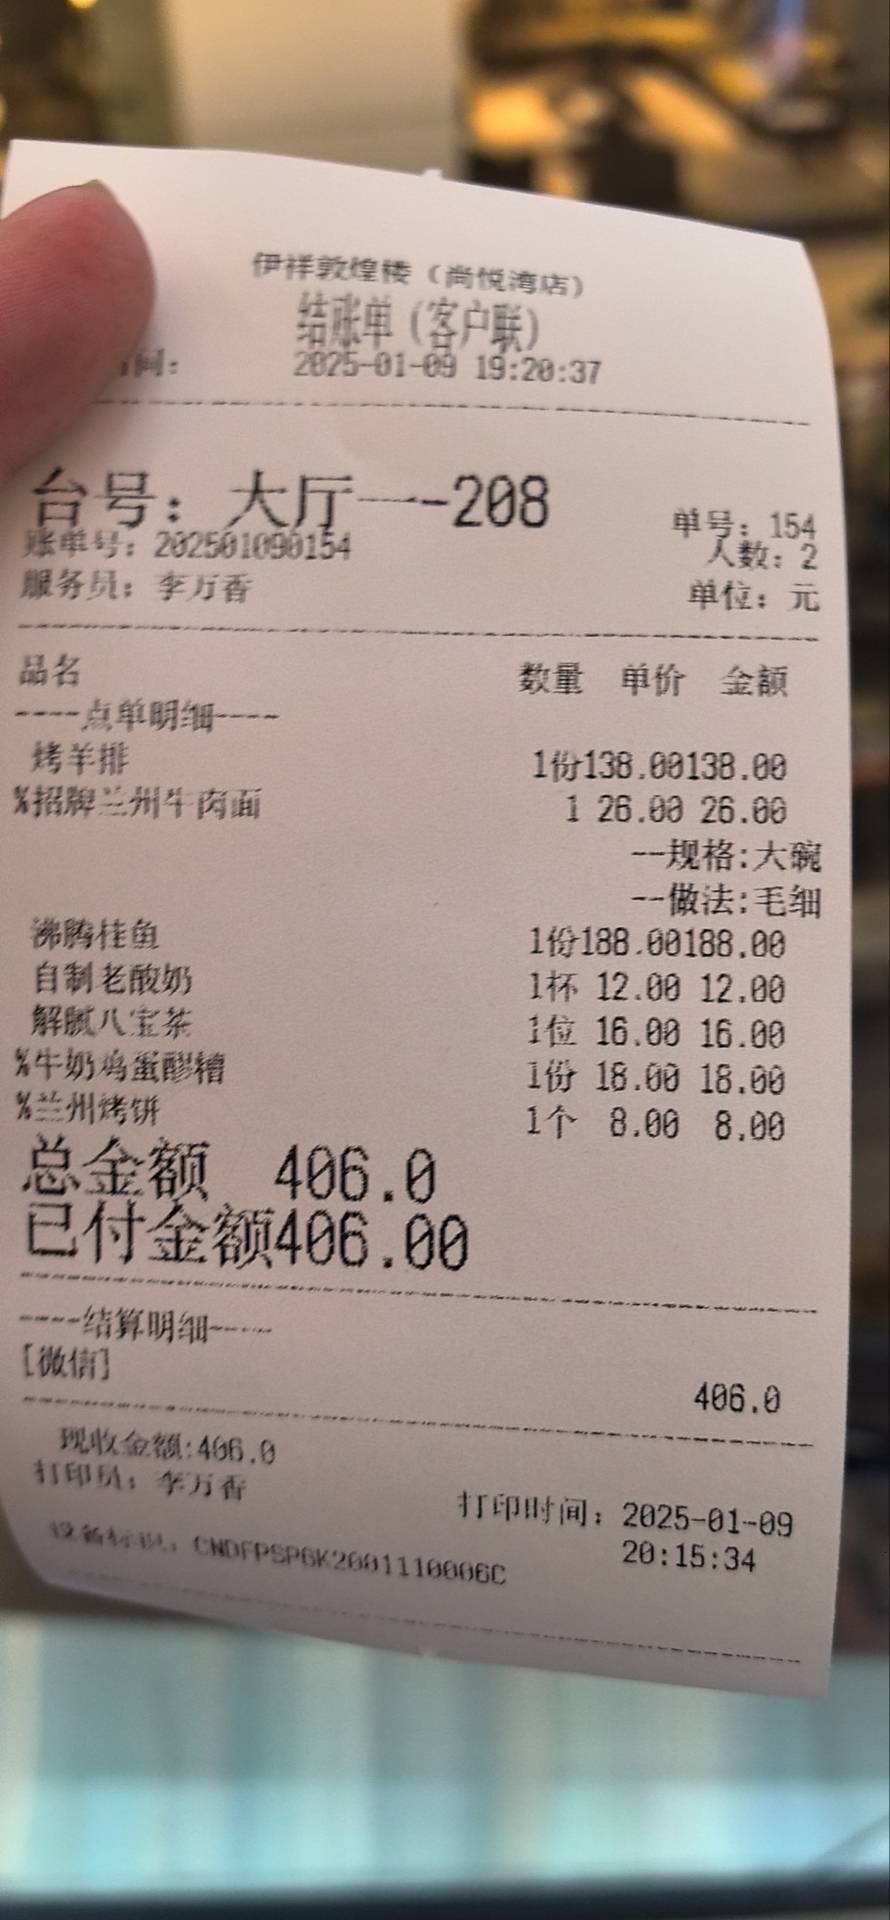 伊祥敦煌楼（尚悦湾店）
结账单（客户联）
间： 2025-01-09 19:20:37
台号：大厅一-208
单号：154
账单号：202501090154
人数：2
服务员：李万香
单位：元
品名 数量 单价 金额
----点单明细----
烤羊排 1份138.00138.00
%招牌兰州牛肉面 1 26.00 26.00
--规格:大碗
--做法:毛细
沸腾桂鱼 1份188.00188.00
自制老酸奶 1杯 12.00 12.00
解腻八宝茶 1位 16.00 16.00
%牛奶鸡蛋醪糟 1份 18.00 18.00
%兰州烤饼 1个 8.00 8.00
总金额 406.0
已付金额406.00
----结算明细-----
[微信] 406.0
现收金额:406.0
打印员：李万香
打印时间：2025-01-09
20:15:34
设备标识：